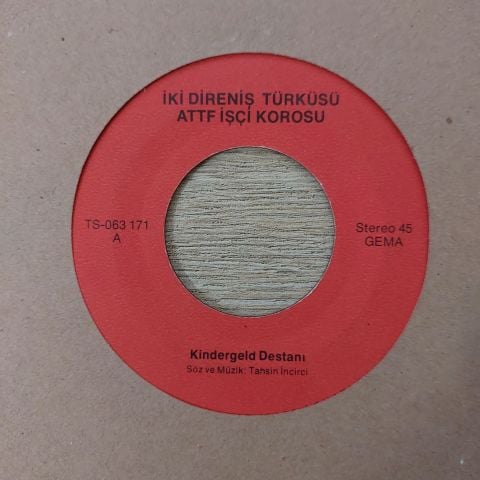 İKİ DİRENİŞ TÜRKÜSÜ
ATTF İŞÇİ KOROSU
TS-063 171
A
Stereo 45
GEMA
Kindergeld Destanı
Söz ve Müzik: Tahsin İncirci